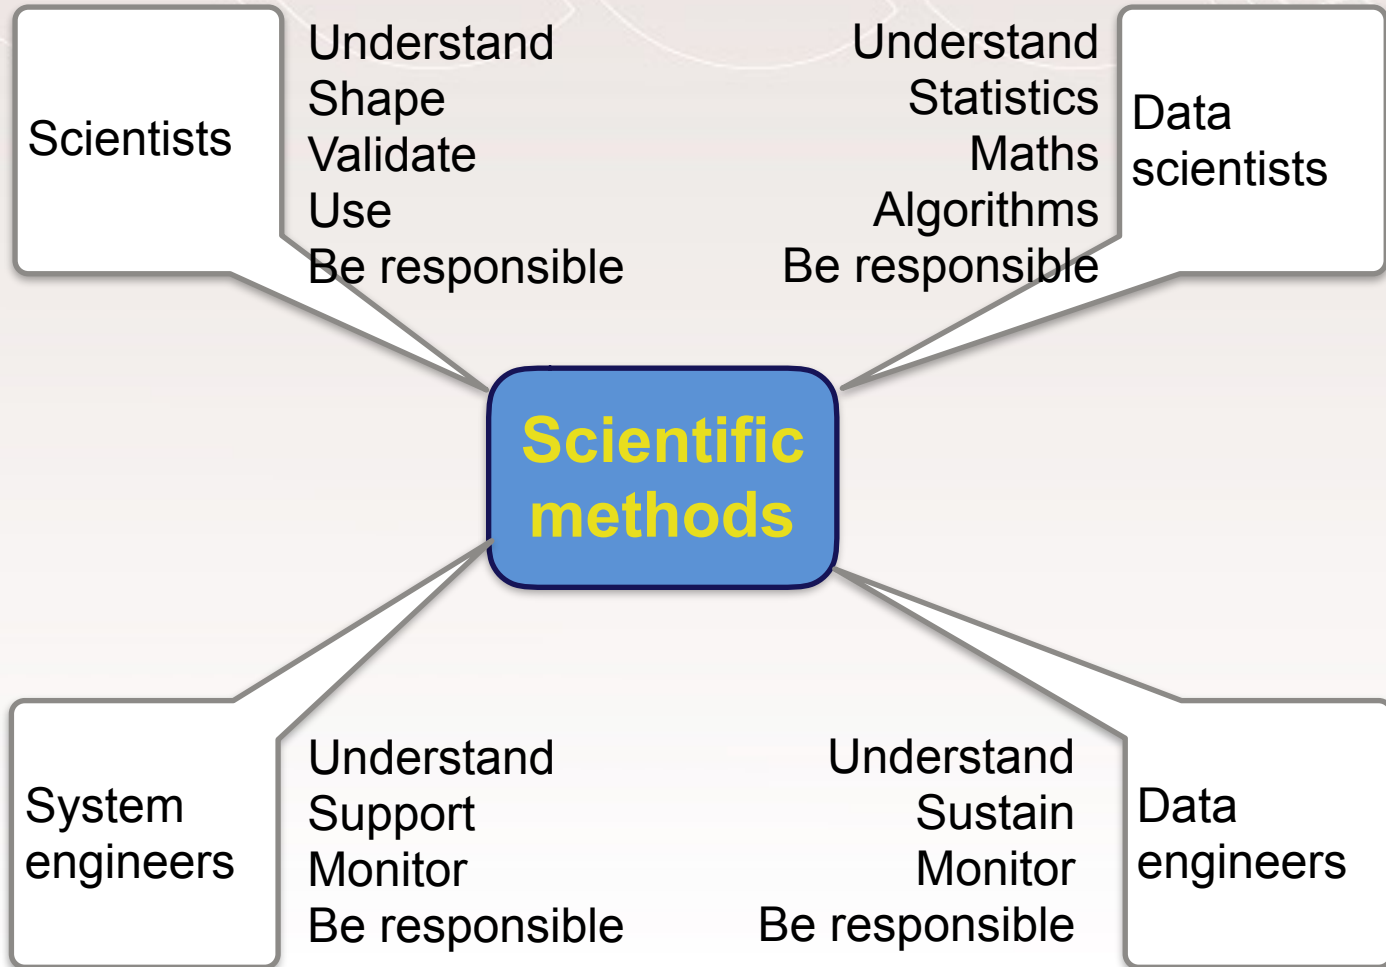 Scientists
Understand
Shape
Validate
Use
Be responsible
Understand
Statistics
Maths
Algorithms
Be responsible
Data
scientists
Scientific
methods
System
engineers
Understand
Support
Monitor
Be responsible
Understand
Sustain
Monitor
Be responsible
Data
engineers